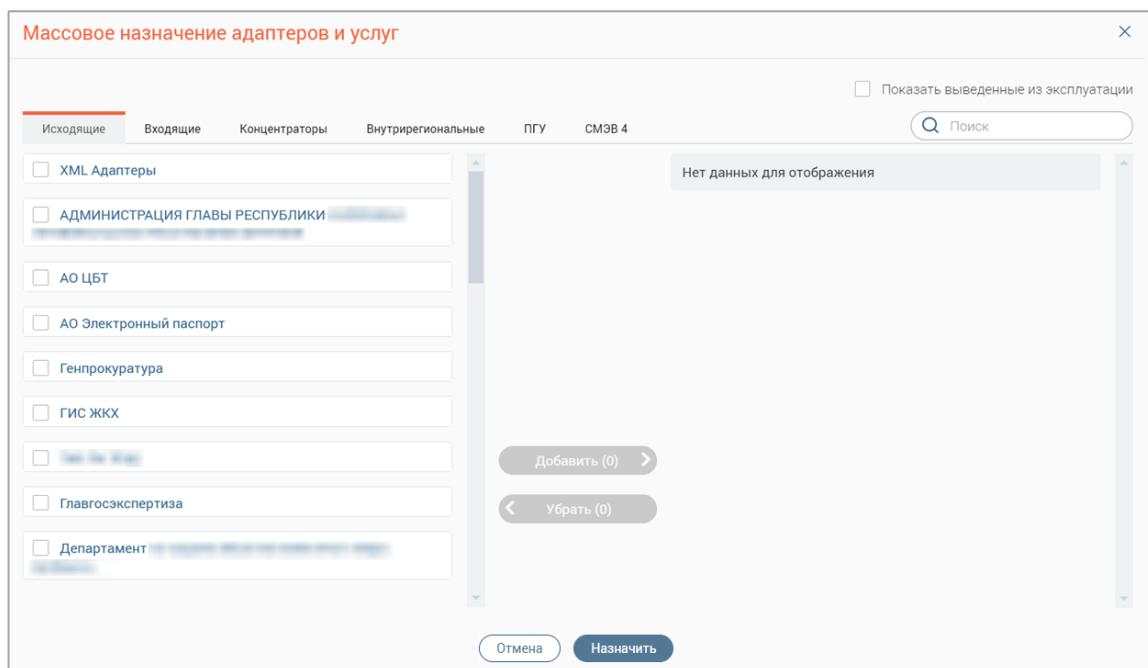 Массовое назначение адаптеров и услуг
Показать выведенные из эксплуатации
Исходящие Входящие Концентраторы Внутрирегиональные ПГУ СМЭВ 4
Поиск
XML Адаптеры
Нет данных для отображения
АДМИНИСТРАЦИЯ ГЛАВЫ РЕСПУБЛИКИ
АО ЦБТ
АО Электронный паспорт
Генпрокуратура
ГИС ЖКХ
Добавить (0)
Главгосэкспертиза
Убрать (0)
Департамент
Отмена Назначить